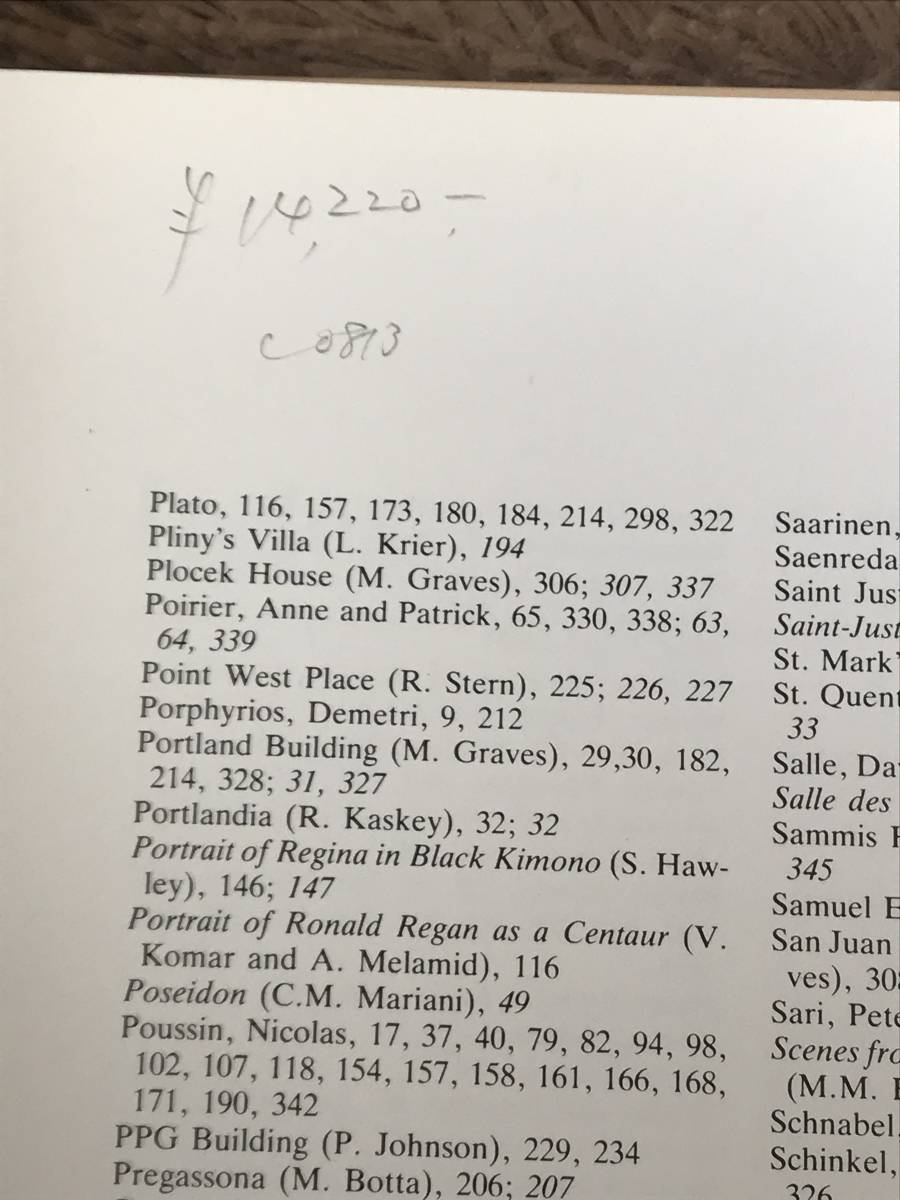 ¥ 14,220.-
c 0813
Plato, 116, 157, 173, 180, 184, 214, 298, 322
Pliny's Villa (L. Krier), 194
Plocek House (M. Graves), 306; 307, 337
Poirier, Anne and Patrick, 65, 330, 338; 63,
64, 339
Point West Place (R. Stern), 225; 226, 227
Porphyrios, Demetri, 9, 212
Portland Building (M. Graves), 29,30, 182,
214, 328; 31, 327
Portlandia (R. Kaskey), 32; 32
Portrait of Regina in Black Kimono (S. Haw-
ley), 146; 147
Portrait of Ronald Regan as a Centaur (V.
Komar and A. Melamid), 116
Poseidon (C.M. Mariani), 49
Poussin, Nicolas, 17, 37, 40, 79, 82, 94, 98,
102, 107, 118, 154, 157, 158, 161, 166, 168,
171, 190, 342
PPG Building (P. Johnson), 229, 234
Pregassona (M. Botta), 206; 207
Saarinen,
Saenreda
Saint Jus
Saint-Just
St. Mark'
St. Quent
33
Salle, Da
Salle des
Sammis
345
Samuel E
San Juan
ves), 30
Sari, Pete
Scenes fro
(M.M.
Schnabel,
Schinkel,
326